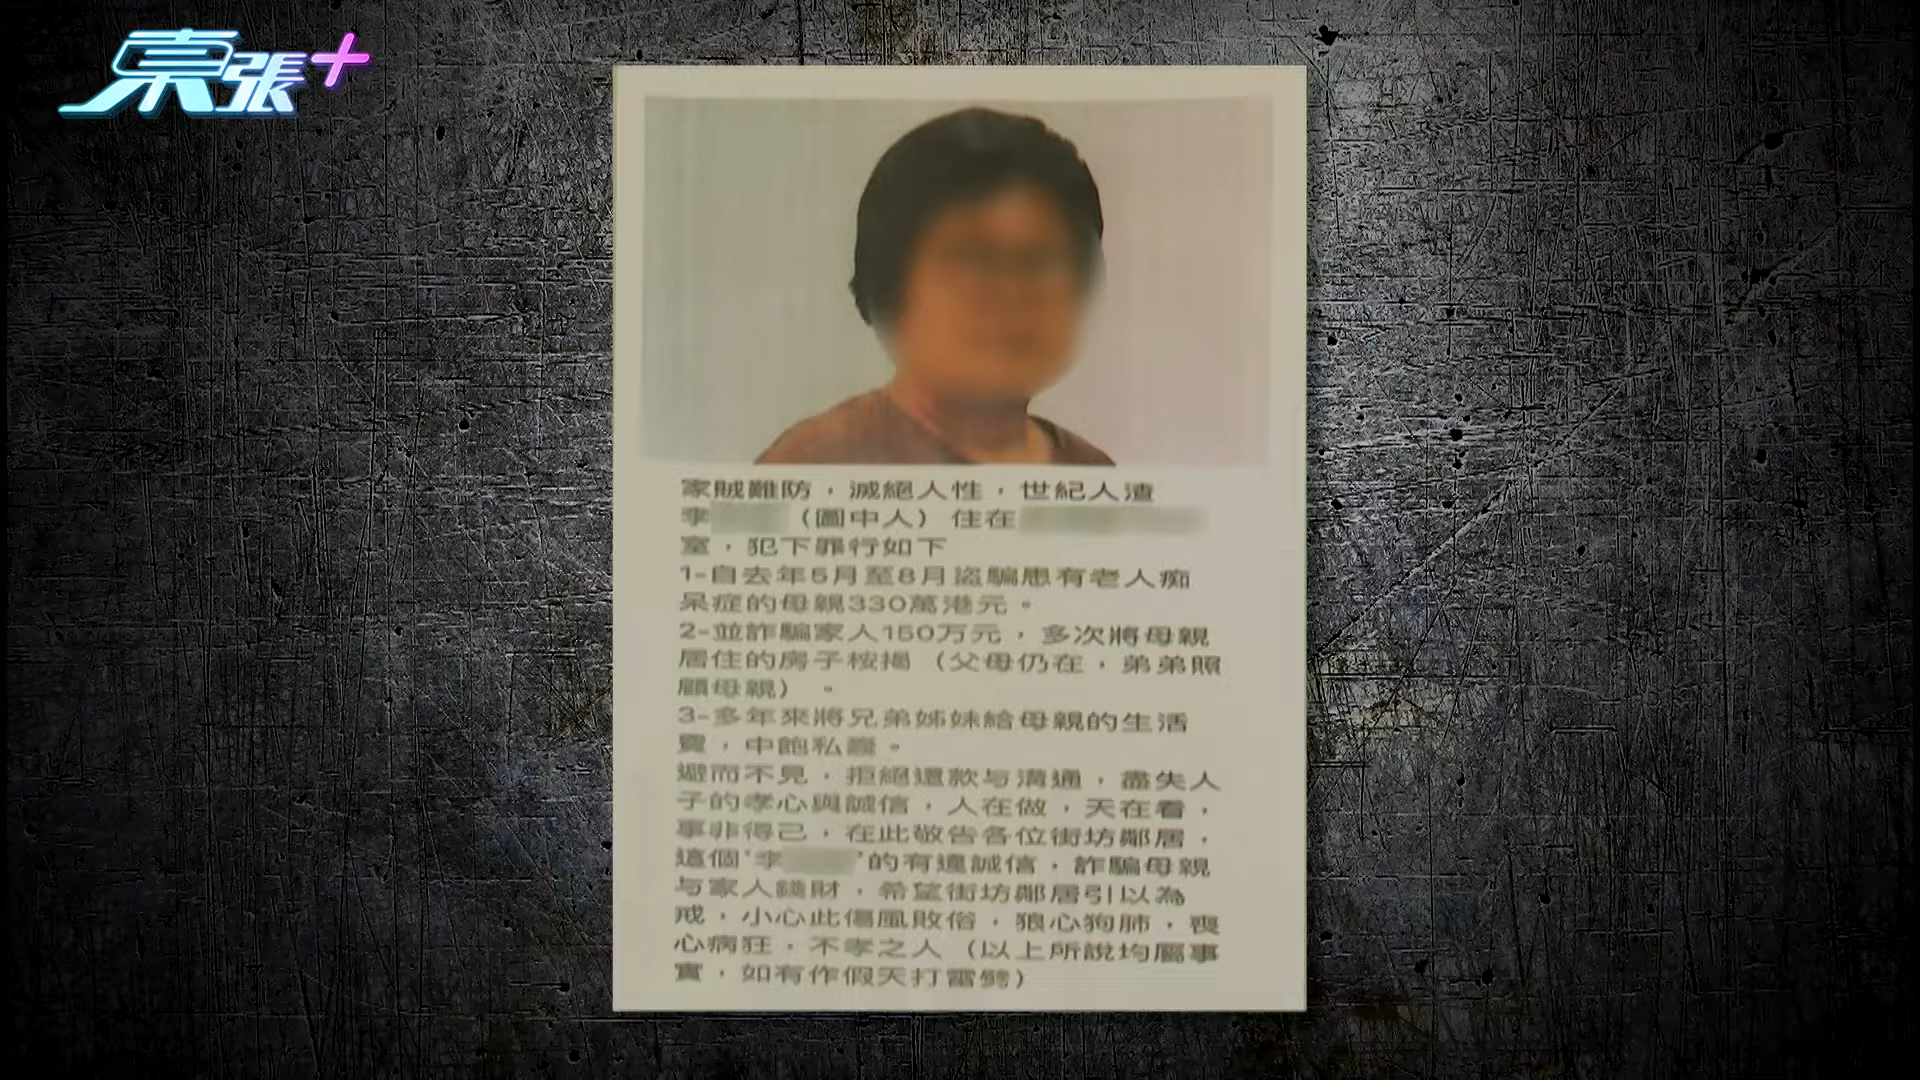 東張+
家賊難防，滅絕人性，世紀人渣
李（圖中人）住在
室，犯下罪行如下
1-自去年5月至8月盜騙患有老人痴
呆症的母親330萬港元。
2-並詐騙家人150万元，多次將母親
居住的房子桉揭（父母仍在，弟弟照
顧母親）。
3-多年來將兄弟姊妹給母親的生活
費，中飽私囊。
避而不見，拒絕還款与溝通，盡失人
子的孝心與誠信，人在做，天在看，
事非得己，在此敬告各位街坊鄰居，
這個'李'的有違誠信，詐騙母親
与家人錢財，希望街坊鄰居引以為
戒，小心此傷風敗俗，狼心狗肺，喪
心病狂，不孝之人（以上所說均屬事
實，如有作假天打雷劈）